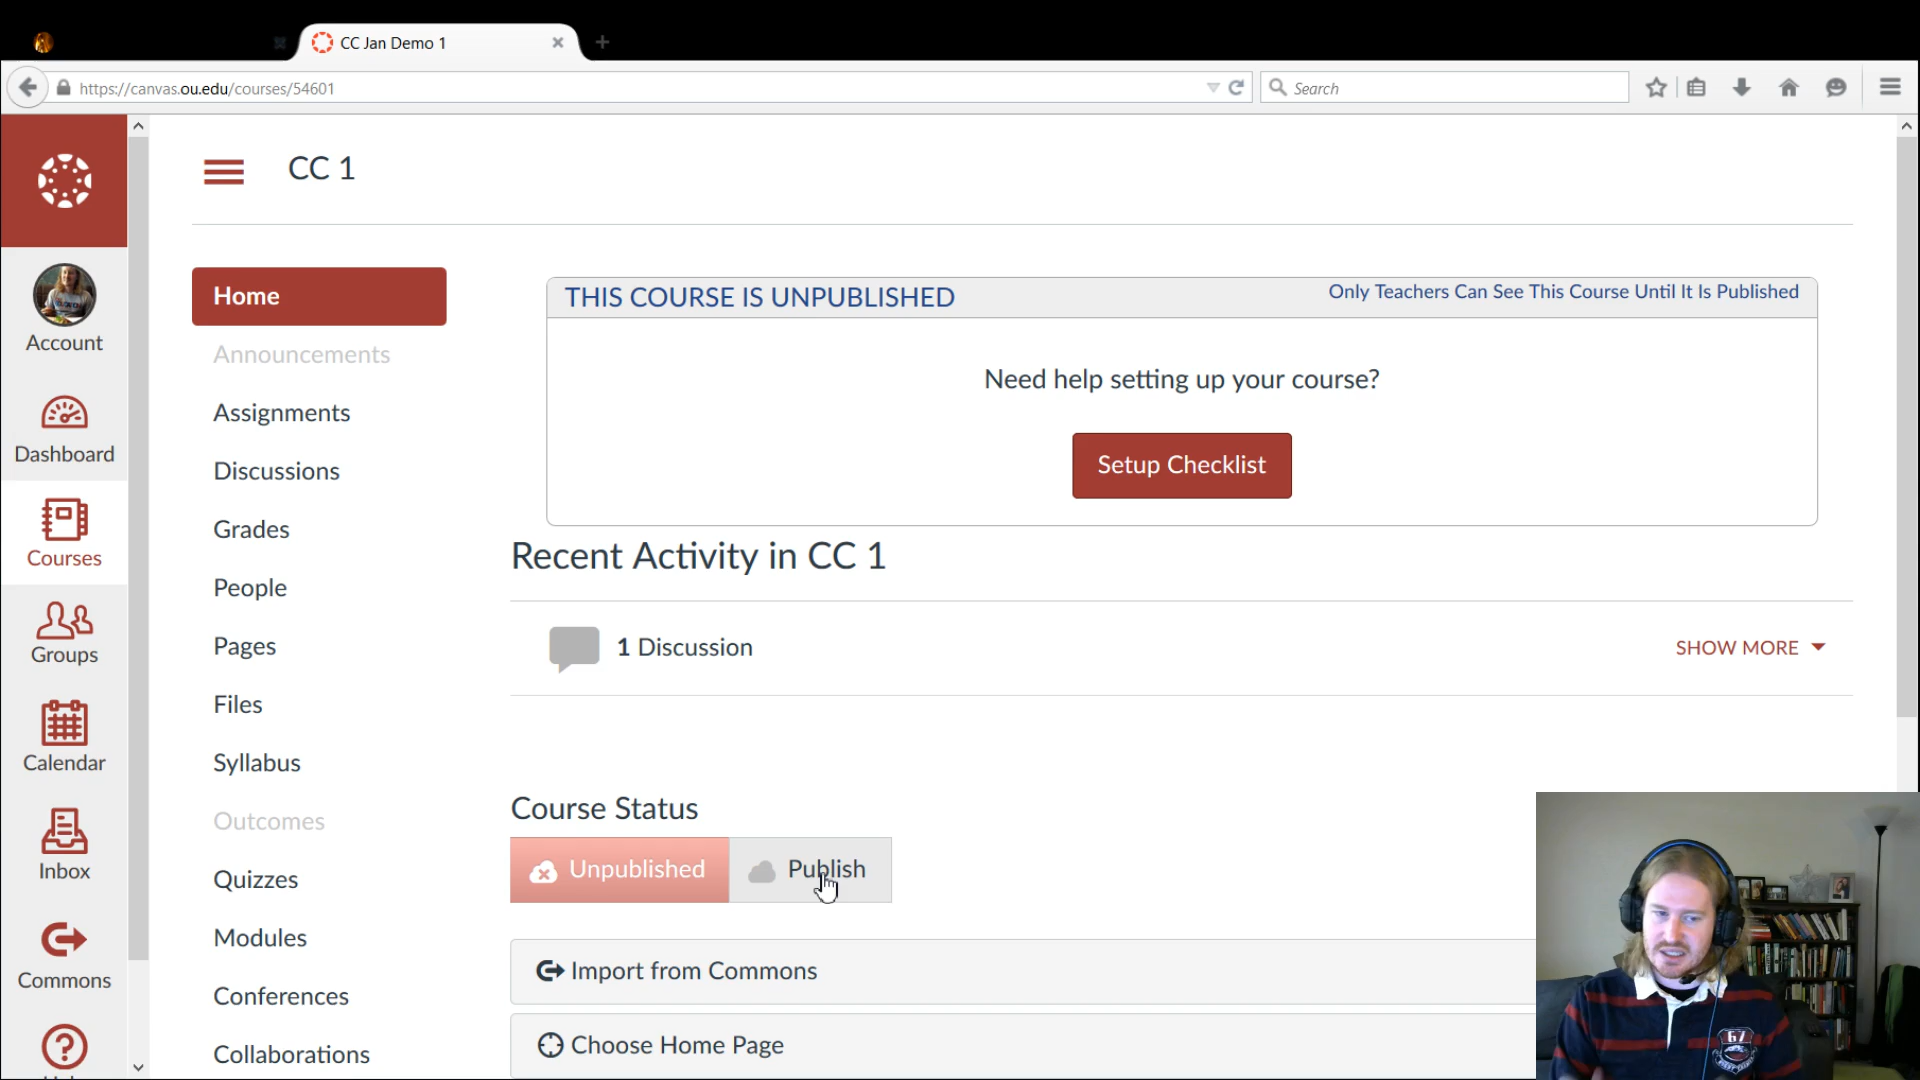 CC Jan Demo 1
https://canvas.ou.edu/courses/54601
Search
CC 1
Account
Dashboard
Courses
Groups
Calendar
Inbox
Commons
Home
Announcements
Assignments
Discussions
Grades
People
Pages
Files
Syllabus
Outcomes
Quizzes
Modules
Conferences
Collaborations
THIS COURSE IS UNPUBLISHED
Only Teachers Can See This Course Until It Is Published
Need help setting up your course?
Setup Checklist
Recent Activity in CC 1
1 Discussion
SHOW MORE
Course Status
Unpublished
Publish
Import from Commons
Choose Home Page
67